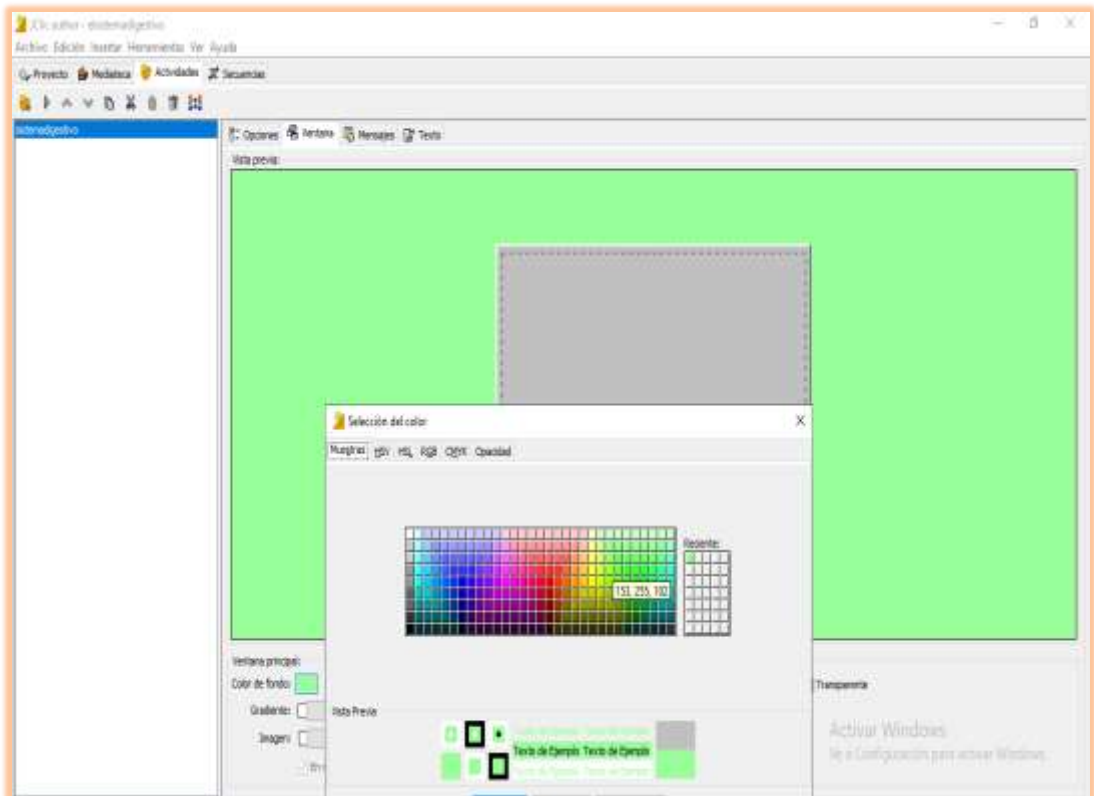 JClic author - elsistemadigestivo
Archivo Edición Insertar Herramientas Ver Ayuda
Proyecto Mediateca Actividades Secuencias
sistemadigestivo
Opciones Ventana Mensajes Texto
Vista previa:
Selección del color
Muestras HSV HSL RGB CMYK Opacidad
Reciente:
153, 255, 102
Ventana principal:
Color de fondo:
Transparente
Gradiente:
Vista Previa
Imagen:
Texto de Ejemplo Texto de Ejemplo
Activar Windows
Ve a Configuración para activar Windows.